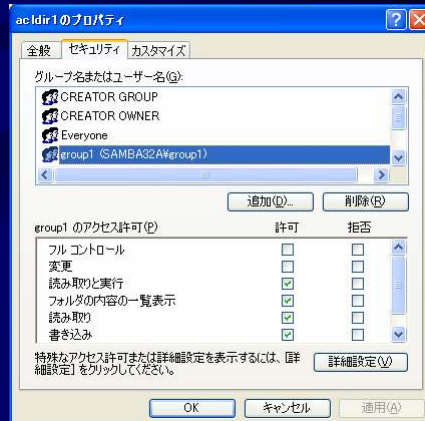 acldir1のプロパティ
全般 セキュリティ カスタマイズ
グループ名またはユーザー名(G):
CREATOR GROUP
CREATOR OWNER
Everyone
group1 (SAMBA32A¥group1)
追加(D)... 削除(R)
group1 のアクセス許可(P) 許可 拒否
フル コントロール
変更
読み取りと実行
フォルダの内容の一覧表示
読み取り
書き込み
特殊なアクセス許可または詳細設定を表示するには、[詳
細設定] をクリックしてください。
詳細設定(V)
OK キャンセル 適用(A)